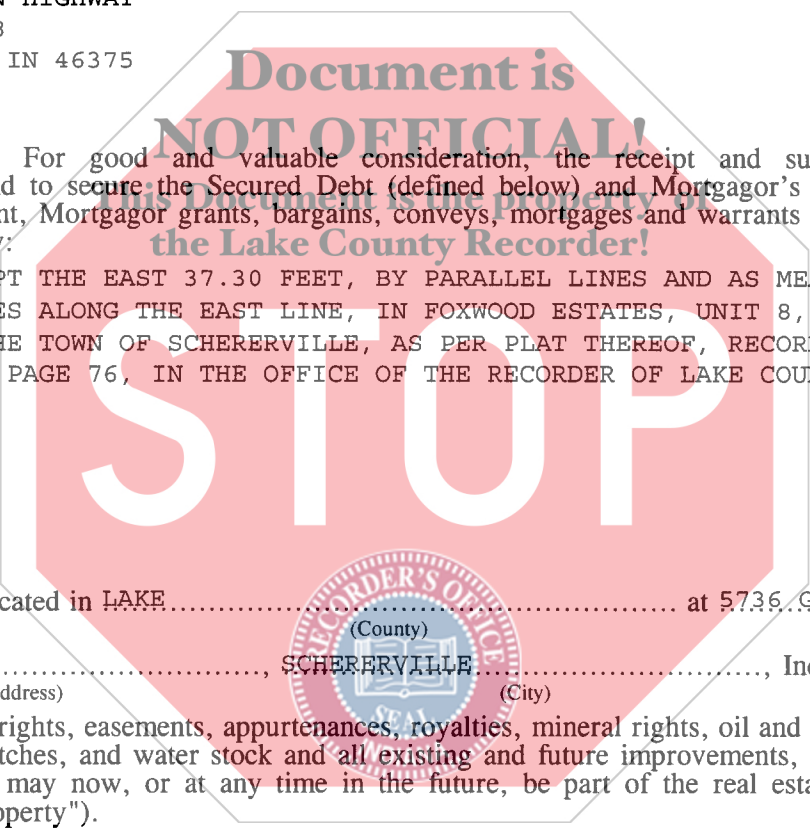 N HIGHWAY
IN 46375
Document is
NOT OFFICIAL!
For good and valuable consideration, the receipt and su
d to secure the Secured Debt (defined below) and Mortgagor's
This Document is the property of
nt, Mortgagor grants, bargains, conveys, mortgages and warrants
y:
the Lake County Recorder!
PT THE EAST 37.30 FEET, BY PARALLEL LINES AND AS MEA
ES ALONG THE EAST LINE, IN FOXWOOD ESTATES, UNIT 8,
HE TOWN OF SCHERERVILLE, AS PER PLAT THEREOF, RECOR
PAGE 76, IN THE OFFICE OF THE RECORDER OF LAKE COU
STOP
RECORDER'S OFFICE
cated in LAKE at 5736 G
(County)
, SCHERERVILLE , In
ddress) (City)
SEAL
rights, easements, appurtenances, royalties, mineral rights, oil and
tches, and water stock and all existing and future improvements,
INDIANA
may now, or at any time in the future, be part of the real esta
operty").